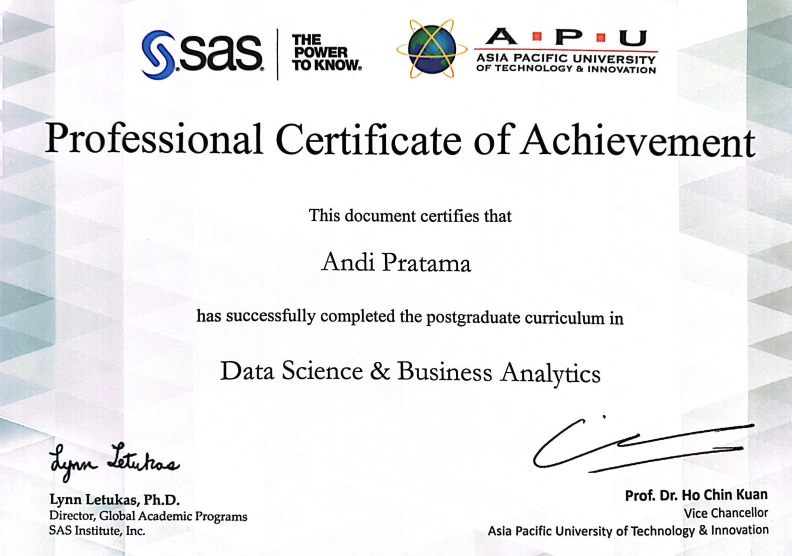 sas
THE
POWER
TO KNOW.
A • P • U
ASIA PACIFIC UNIVERSITY
OF TECHNOLOGY & INNOVATION
Professional Certificate of Achievement
This document certifies that
Andi Pratama
has successfully completed the postgraduate curriculum in
Data Science & Business Analytics
Lynn Letukas
Lynn Letukas, Ph.D.
Director, Global Academic Programs
SAS Institute, Inc.
Prof. Dr. Ho Chin Kuan
Vice Chancellor
Asia Pacific University of Technology & Innovation